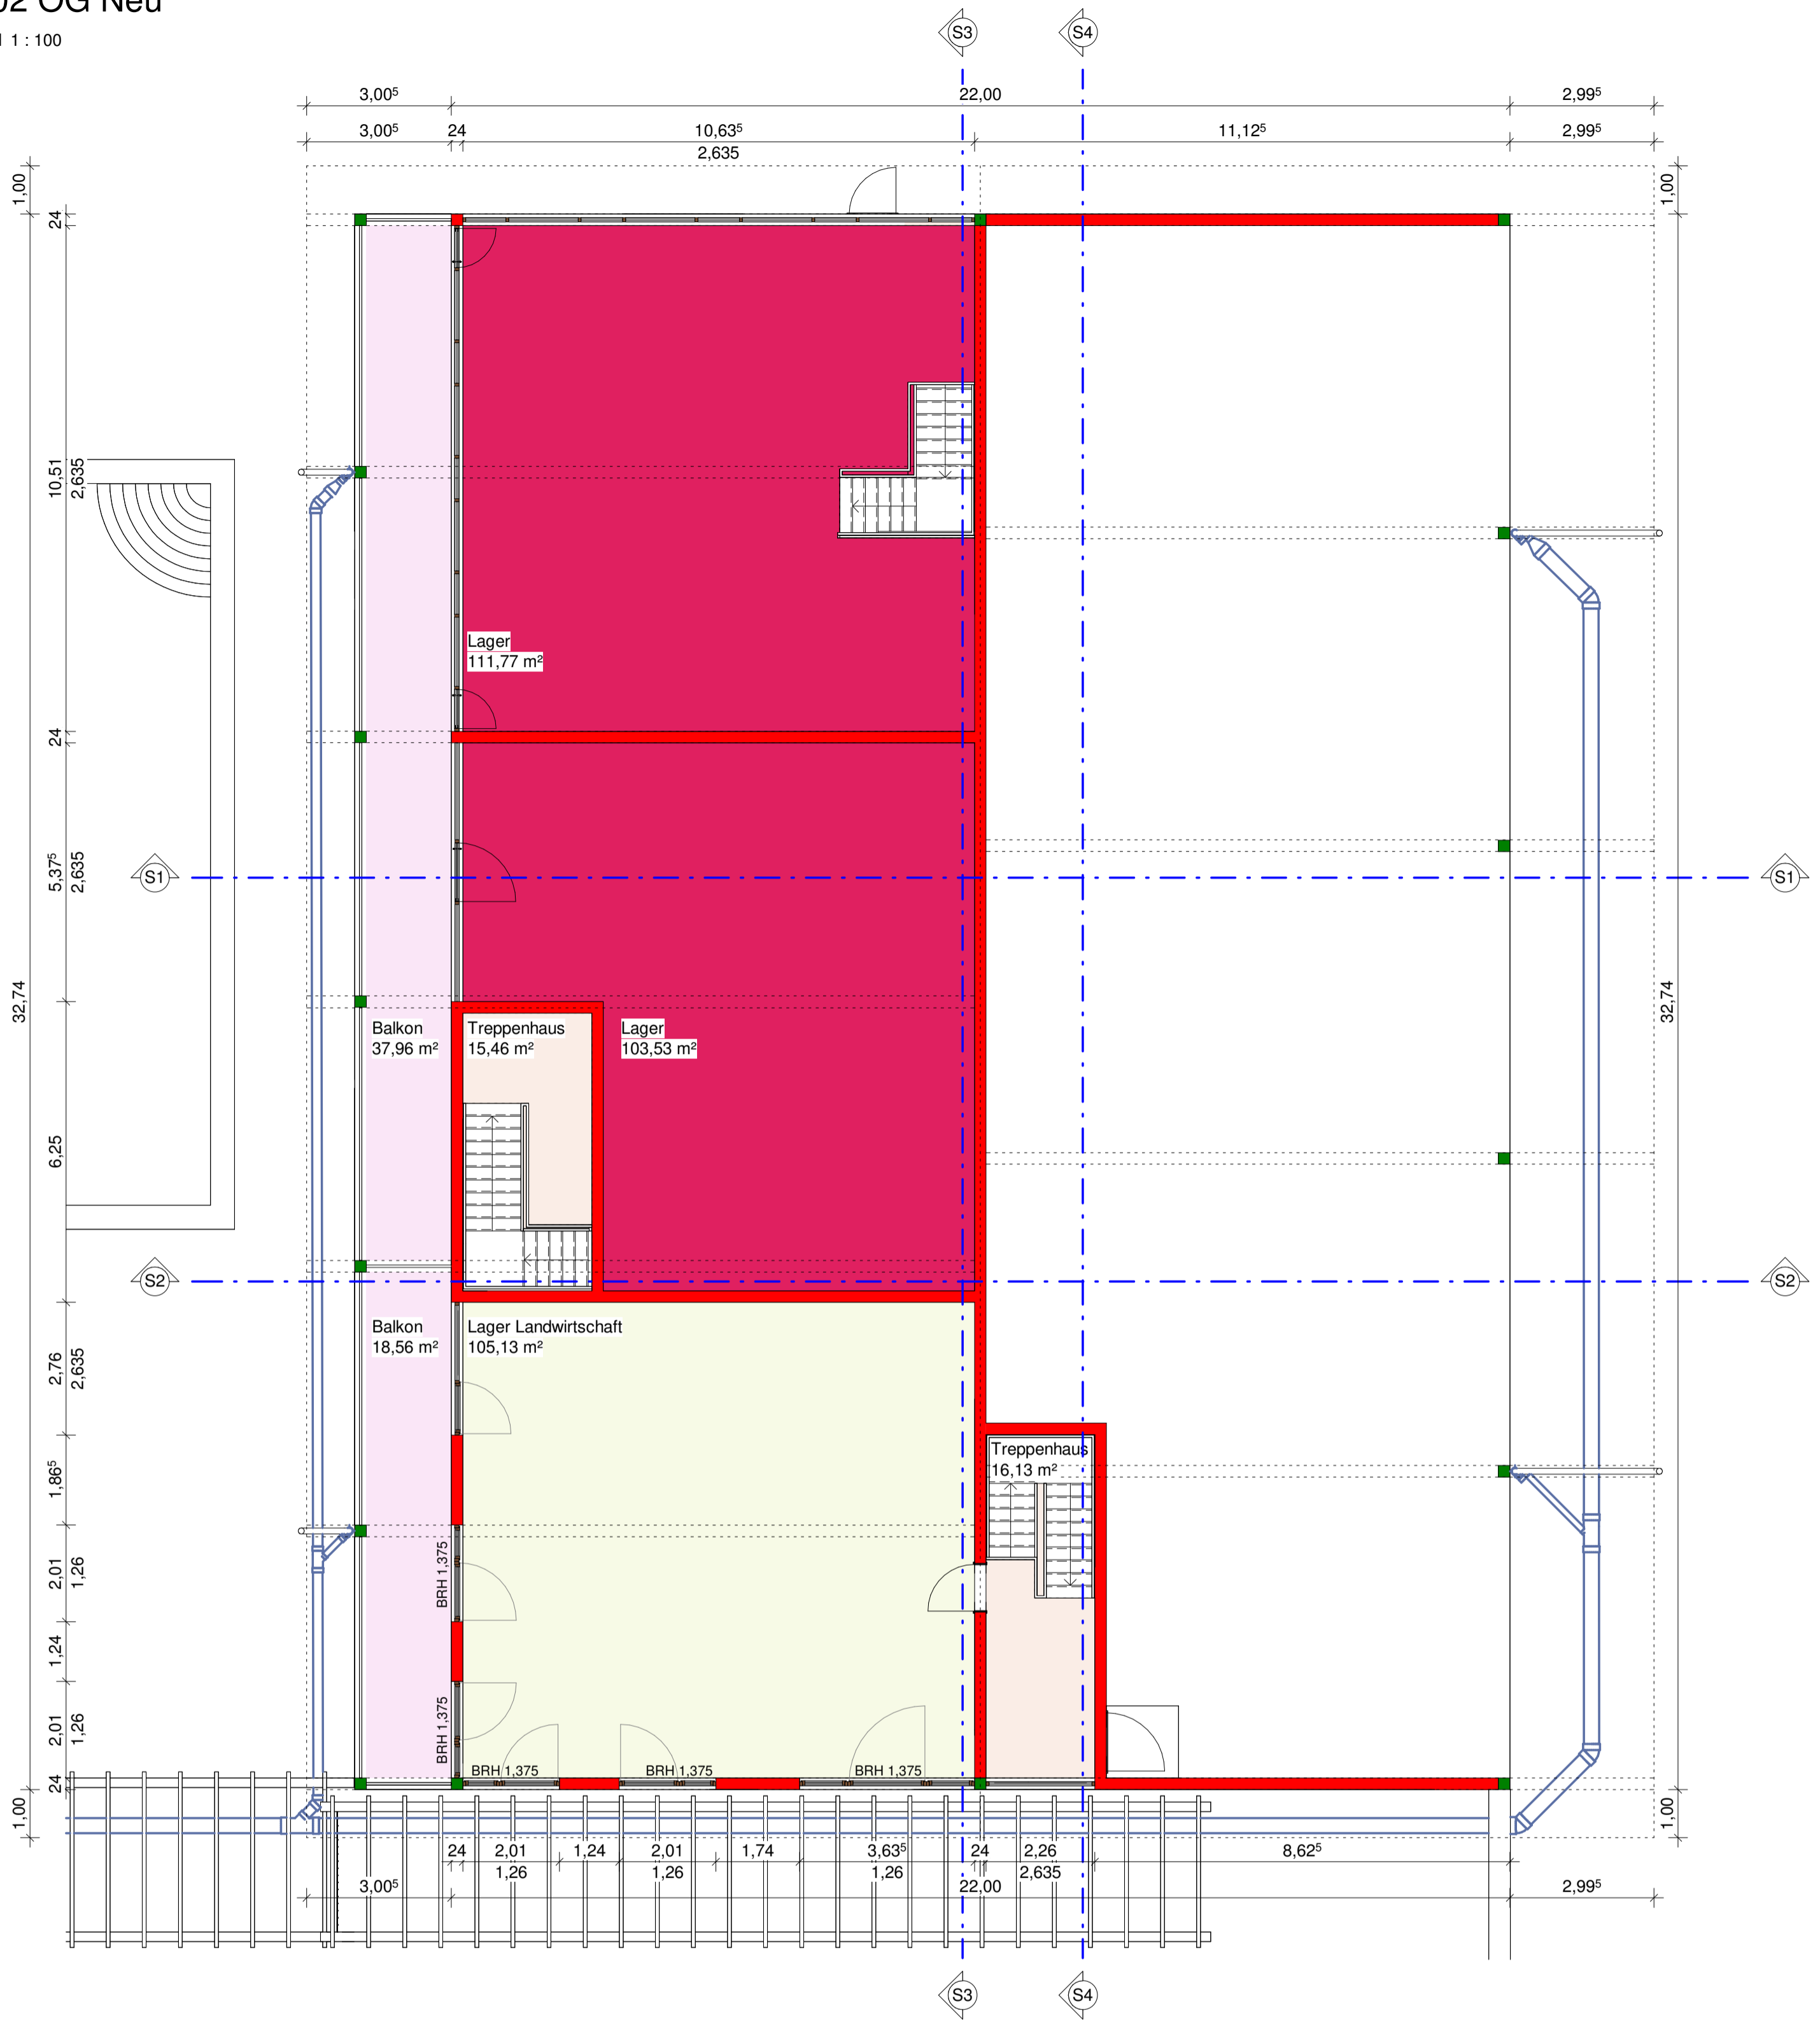 02 OG Neu
1 : 100
S3
S4
3,00⁵
22,00
2,99⁵
3,00⁵
24
10,63⁵
11,12⁵
2,99⁵
2,635
1,00
1,00
24
10,51
2,635
Lager
111,77 m²
24
5,37⁵
2,635
S1
S1
32,74
32,74
Balkon
37,96 m²
Treppenhaus
15,46 m²
Lager
103,53 m²
6,25
S2
S2
Balkon
18,56 m²
Lager Landwirtschaft
105,13 m²
2,76
2,635
Treppenhaus
16,13 m²
1,86⁵
2,01
1,26
BRH 1,375
1,24
2,01
1,26
BRH 1,375
BRH 1,375
BRH 1,375
BRH 1,375
24
1,00
1,00
24
2,01
1,24
2,01
1,74
3,63⁵
24
2,26
8,62⁵
1,26
1,26
1,26
2,635
3,00⁵
22,00
2,99⁵
S3
S4